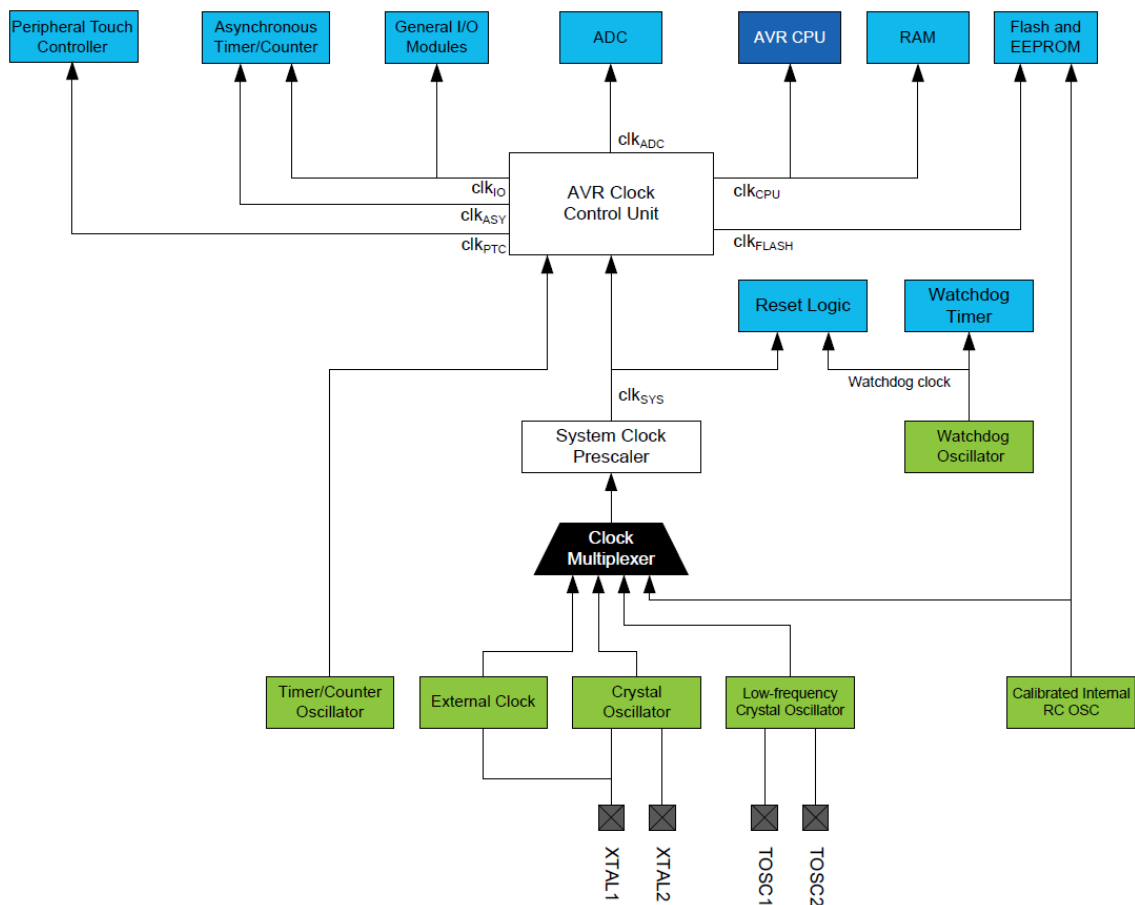 Peripheral Touch
Controller
Asynchronous
Timer/Counter
General I/O
Modules
ADC
AVR CPU
RAM
Flash and
EEPROM
clkADC
AVR Clock
Control Unit
clkIO
clkASY
clkPTC
clkCPU
clkFLASH
Reset Logic
Watchdog
Timer
Watchdog clock
clkSYS
System Clock
Prescaler
Watchdog
Oscillator
Clock
Multiplexer
Timer/Counter
Oscillator
External Clock
Crystal
Oscillator
Low-frequency
Crystal Oscillator
Calibrated Internal
RC OSC
XTAL1
XTAL2
TOSC1
TOSC2